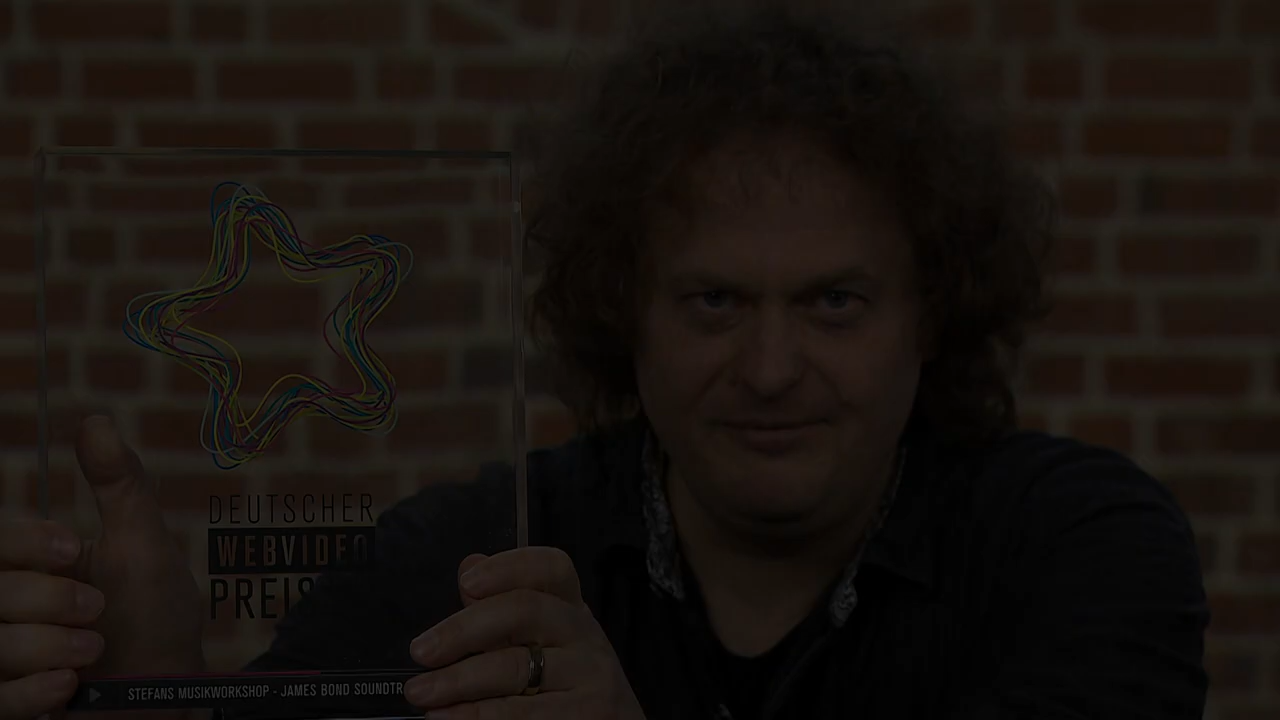 DEUTSCHER
WEBVIDEO
PREIS
STEFANS MUSIKWORKSHOP - JAMES BOND SOUNDTR